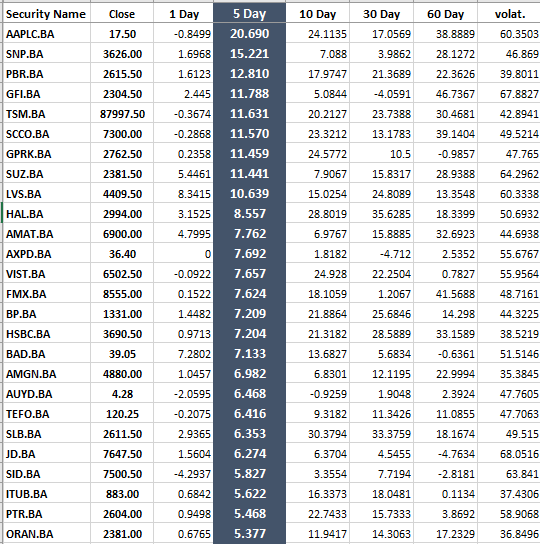 Security Name Close 1 Day 5 Day 10 Day 30 Day 60 Day volat.
AAPLC.BA 17.50 -0.8499 20.690 24.1135 17.0569 38.8889 60.3503
SNP.BA 3626.00 1.6968 15.221 7.088 3.9862 28.1272 46.869
PBR.BA 2615.50 1.6123 12.810 17.9747 21.3689 22.3626 39.8011
GFI.BA 2304.50 2.445 11.788 5.0844 -4.0591 46.7367 67.8827
TSM.BA 87997.50 -0.3674 11.631 20.2127 23.7388 30.4681 42.8941
SCCO.BA 7300.00 -0.2868 11.570 23.3212 13.1783 39.1404 49.5214
GPRK.BA 2762.50 0.2358 11.459 24.5772 10.5 -0.9857 47.765
SUZ.BA 2381.50 5.4461 11.441 7.9067 15.8317 28.9388 64.2962
LVS.BA 4409.50 8.3415 10.639 15.0254 24.8089 13.3548 60.3338
HAL.BA 2994.00 3.1525 8.557 28.8019 35.6285 18.3399 50.6932
AMAT.BA 6900.00 4.7995 7.762 6.9767 15.8885 32.6923 44.6938
AXPD.BA 36.40 0 7.692 1.8182 -4.712 2.5352 55.6767
VIST.BA 6502.50 -0.0922 7.657 24.928 22.2504 0.7827 55.9564
FMX.BA 8555.00 0.1522 7.624 18.1059 1.2067 41.5688 48.7161
BP.BA 1331.00 1.4482 7.209 21.8864 25.6846 14.298 44.3225
HSBC.BA 3690.50 0.9713 7.204 21.3182 28.5889 33.1589 38.5219
BAD.BA 39.05 7.2802 7.133 13.6827 5.6834 -0.6361 51.5146
AMGN.BA 4880.00 1.0457 6.982 6.8301 12.1195 22.9994 35.3845
AUYD.BA 4.28 -2.0595 6.468 -0.9259 1.9048 2.3924 47.7605
TEFO.BA 120.25 -0.2075 6.416 9.3182 11.3426 11.0855 47.7063
SLB.BA 2611.50 2.9365 6.353 30.3794 33.3759 18.1674 49.515
JD.BA 7647.50 1.5604 6.274 6.3704 4.5455 -4.7634 68.0516
SID.BA 7500.50 -4.2937 5.827 3.3554 7.7194 -2.8181 63.841
ITUB.BA 883.00 0.6842 5.622 16.3373 18.0481 0.1134 37.4306
PTR.BA 2604.00 0.9498 5.468 22.7433 15.7333 3.8692 58.9068
ORAN.BA 2381.00 0.6765 5.377 11.9417 14.3063 17.2329 36.8496